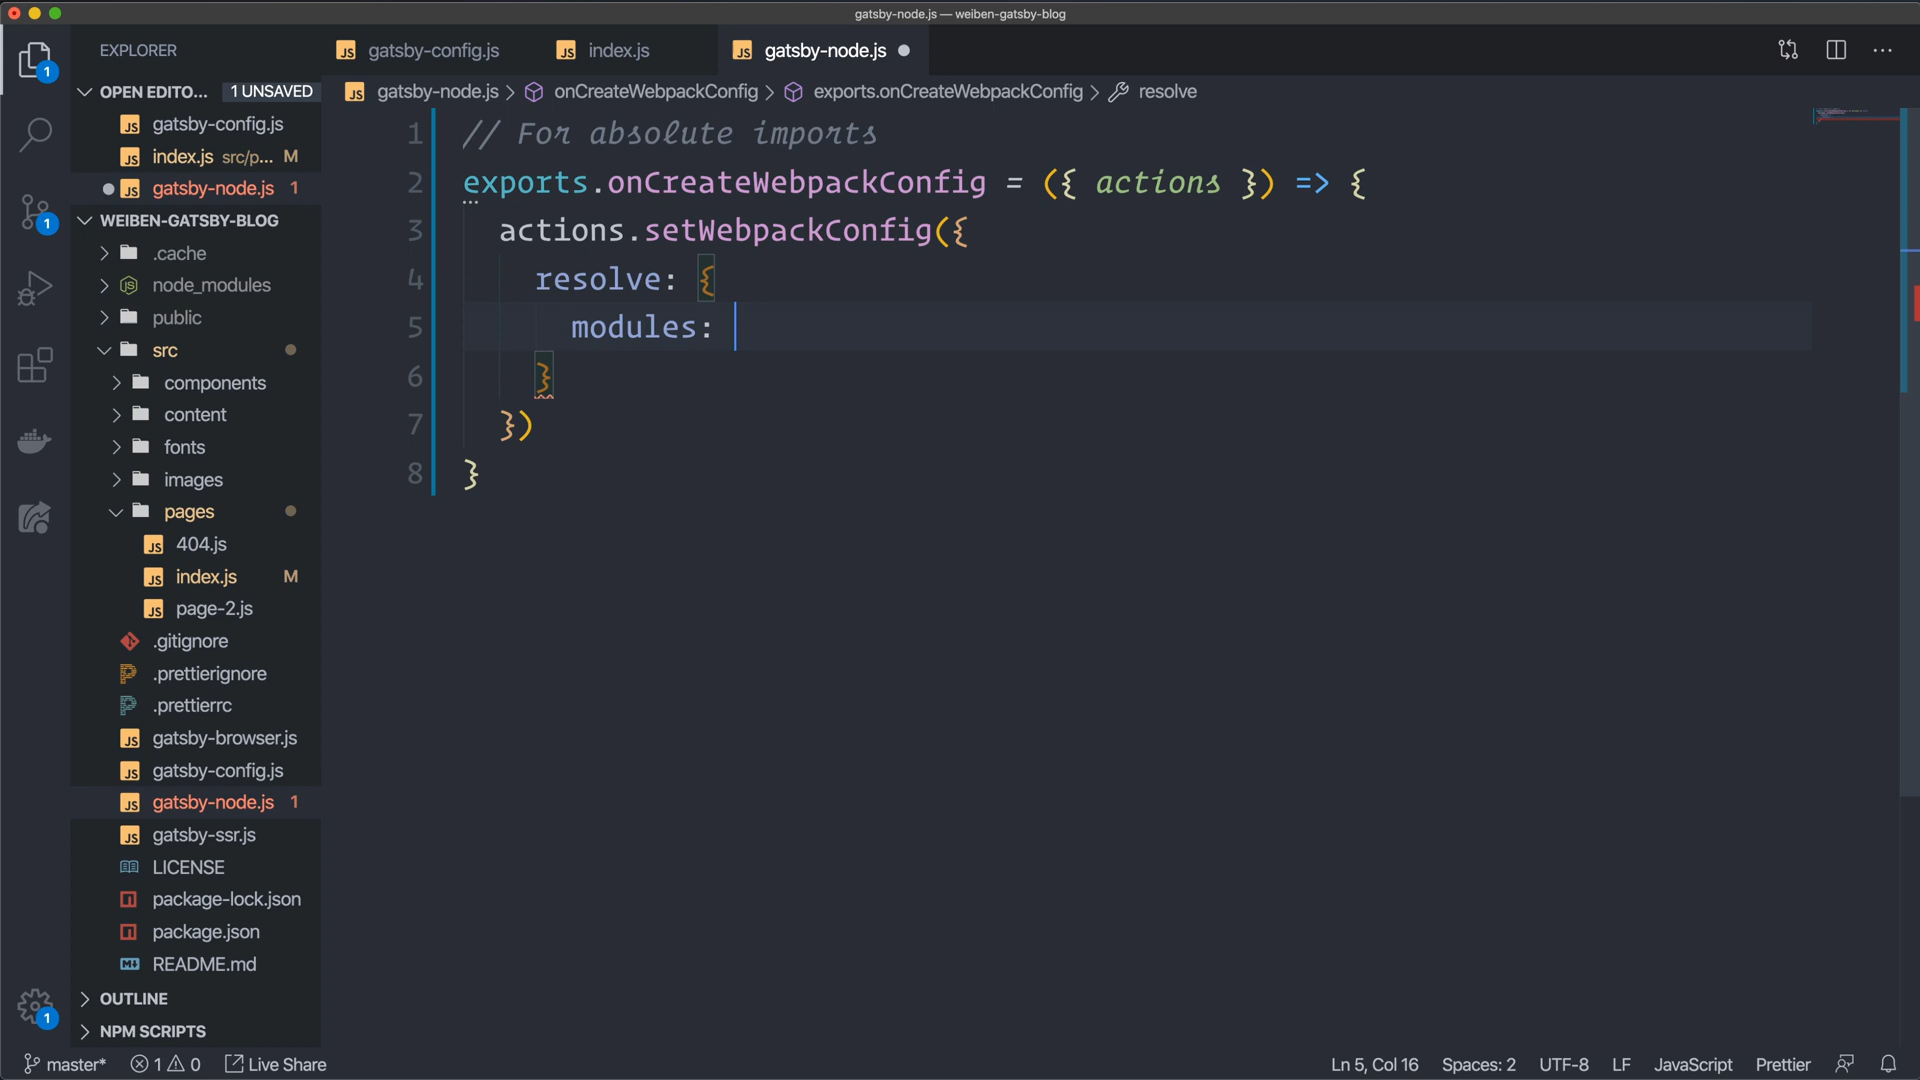 gatsby-node.js — weiben-gatsby-blog
EXPLORER
JS gatsby-config.js
JS index.js
JS gatsby-node.js
1
OPEN EDITO... 1 UNSAVED
JS gatsby-node.js > onCreateWebpackConfig > exports.onCreateWebpackConfig > resolve
JS gatsby-config.js
JS index.js src/p... M
JS gatsby-node.js 1
1
WEIBEN-GATSBY-BLOG
.cache
JS node_modules
public
src
components
content
fonts
images
pages
JS 404.js
JS index.js M
JS page-2.js
.gitignore
.prettierignore
.prettierrc
JS gatsby-browser.js
JS gatsby-config.js
JS gatsby-node.js 1
JS gatsby-ssr.js
LICENSE
package-lock.json
package.json
README.md
OUTLINE
1
NPM SCRIPTS
1 // For absolute imports
2 exports.onCreateWebpackConfig = ({ actions }) => {
3 actions.setWebpackConfig({
4 resolve: {
5 modules:
6 }
7 })
8 }
master* 1 0 Live Share
Ln 5, Col 16 Spaces: 2 UTF-8 LF JavaScript Prettier